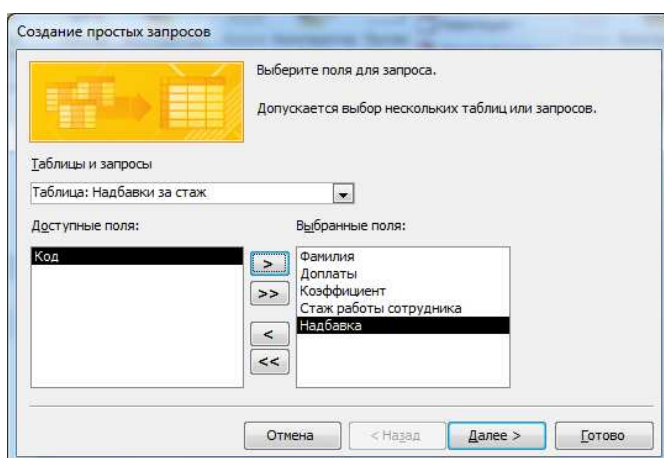 Создание простых запросов
Выберите поля для запроса.
Допускается выбор нескольких таблиц или запросов.
Таблицы и запросы
Таблица: Надбавки за стаж
Доступные поля:
Выбранные поля:
Код
>
>>
<
<<
Фамилия
Доплаты
Коэффициент
Стаж работы сотрудника
Надбавка
Отмена
< Назад
Далее >
Готово